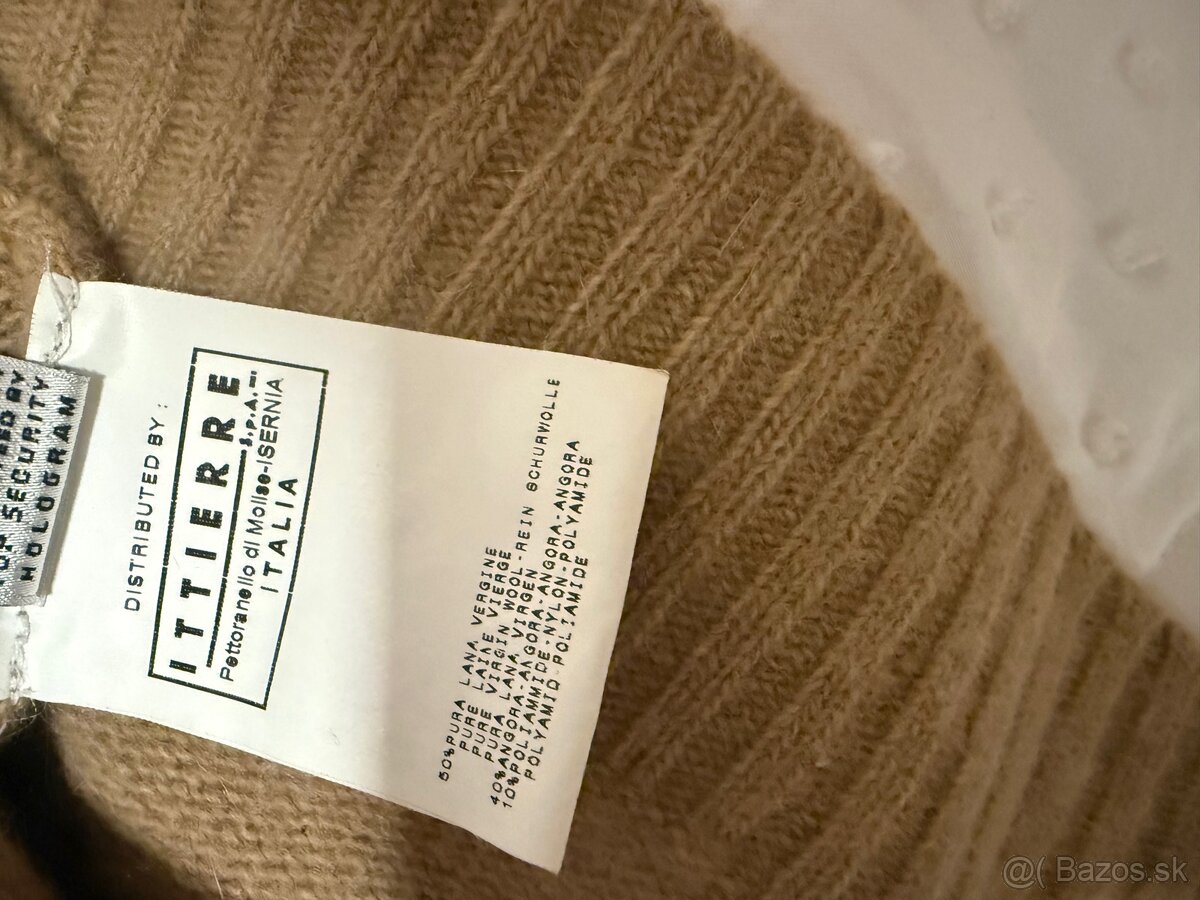 SECURITY
HOLOGRAM
DISTRIBUTED BY:
ITTIERRE
S.p.A.
Pettoranello di Molise-ISERNIA
ITALIA
50%PURA LANA VERGINE
PURE LAINE VIERGE
PURE VIRGIN WOOL-REIN SCHURWOLLE
PURA LANA VIRGEN
40%ANGORA-ANGORA-ANGORA-ANGORA
10%POLIAMMIDE-NYLON-POLYAMIDE
POLYAMID-POLIAMIDE
@( Bazos.sk